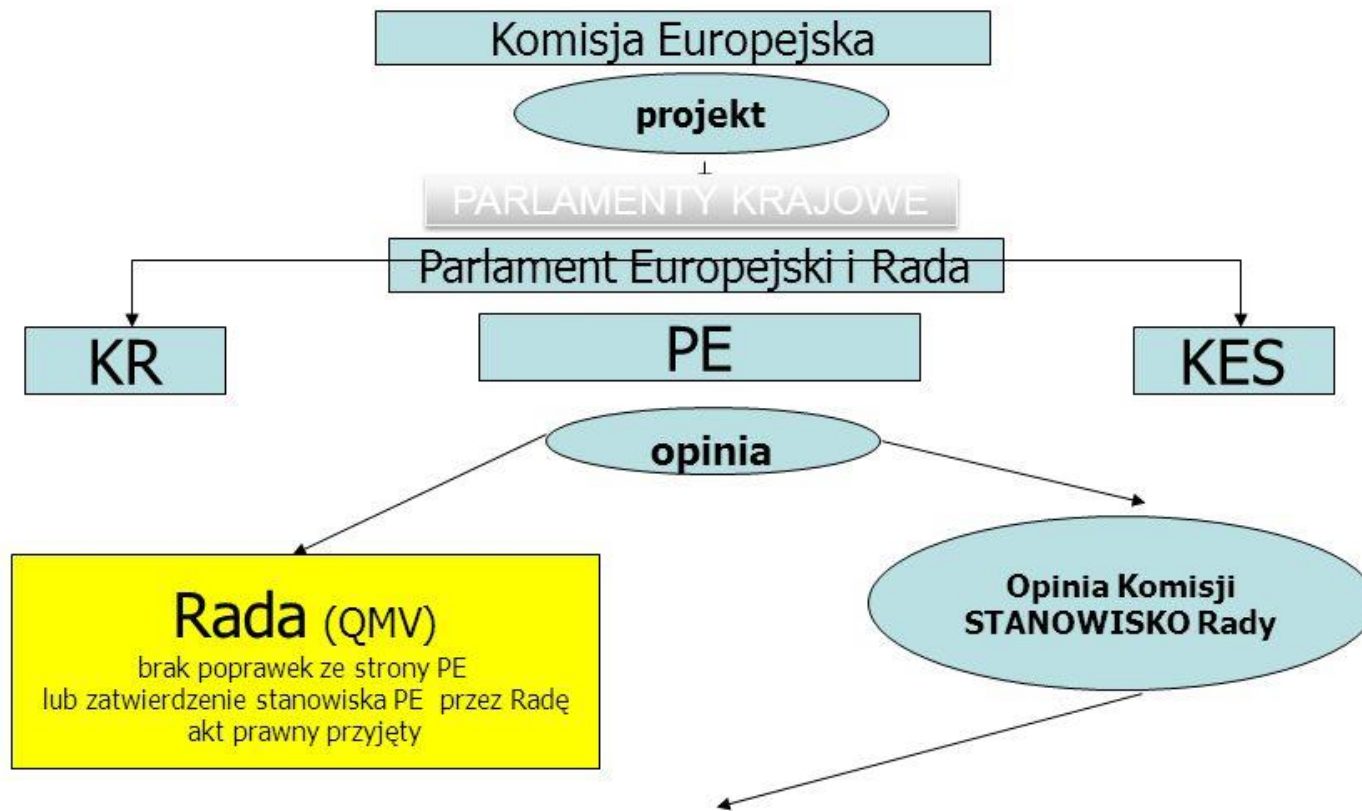 Komisja Europejska
projekt
PARLAMENTY KRAJOWE
Parlament Europejski i Rada
KR
PE
KES
opinia
Rada (QMV)
brak poprawek ze strony PE
lub zatwierdzenie stanowiska PE przez Radę
akt prawny przyjęty
Opinia Komisji
STANOWISKO Rady